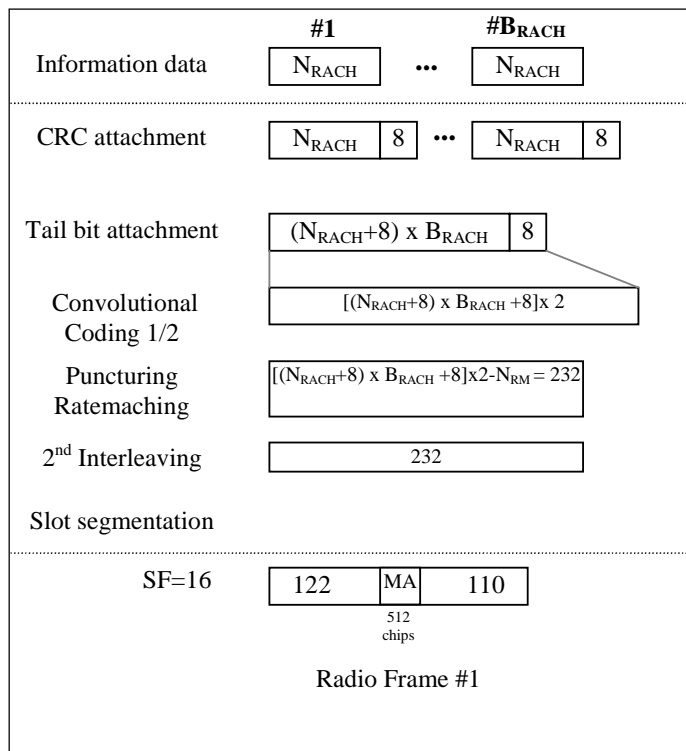 #1 #B_RACH
Information data N_RACH ... N_RACH
CRC attachment N_RACH 8 ... N_RACH 8
Tail bit attachment (N_RACH+8) x B_RACH 8
Convolutional
Coding 1/2
[(N_RACH+8) x B_RACH +8]x 2
Puncturing
Ratemaching
[(N_RACH+8) x B_RACH +8]x2-N_RM = 232
2nd Interleaving 232
Slot segmentation
SF=16 122 MA 110
512
chips
Radio Frame #1